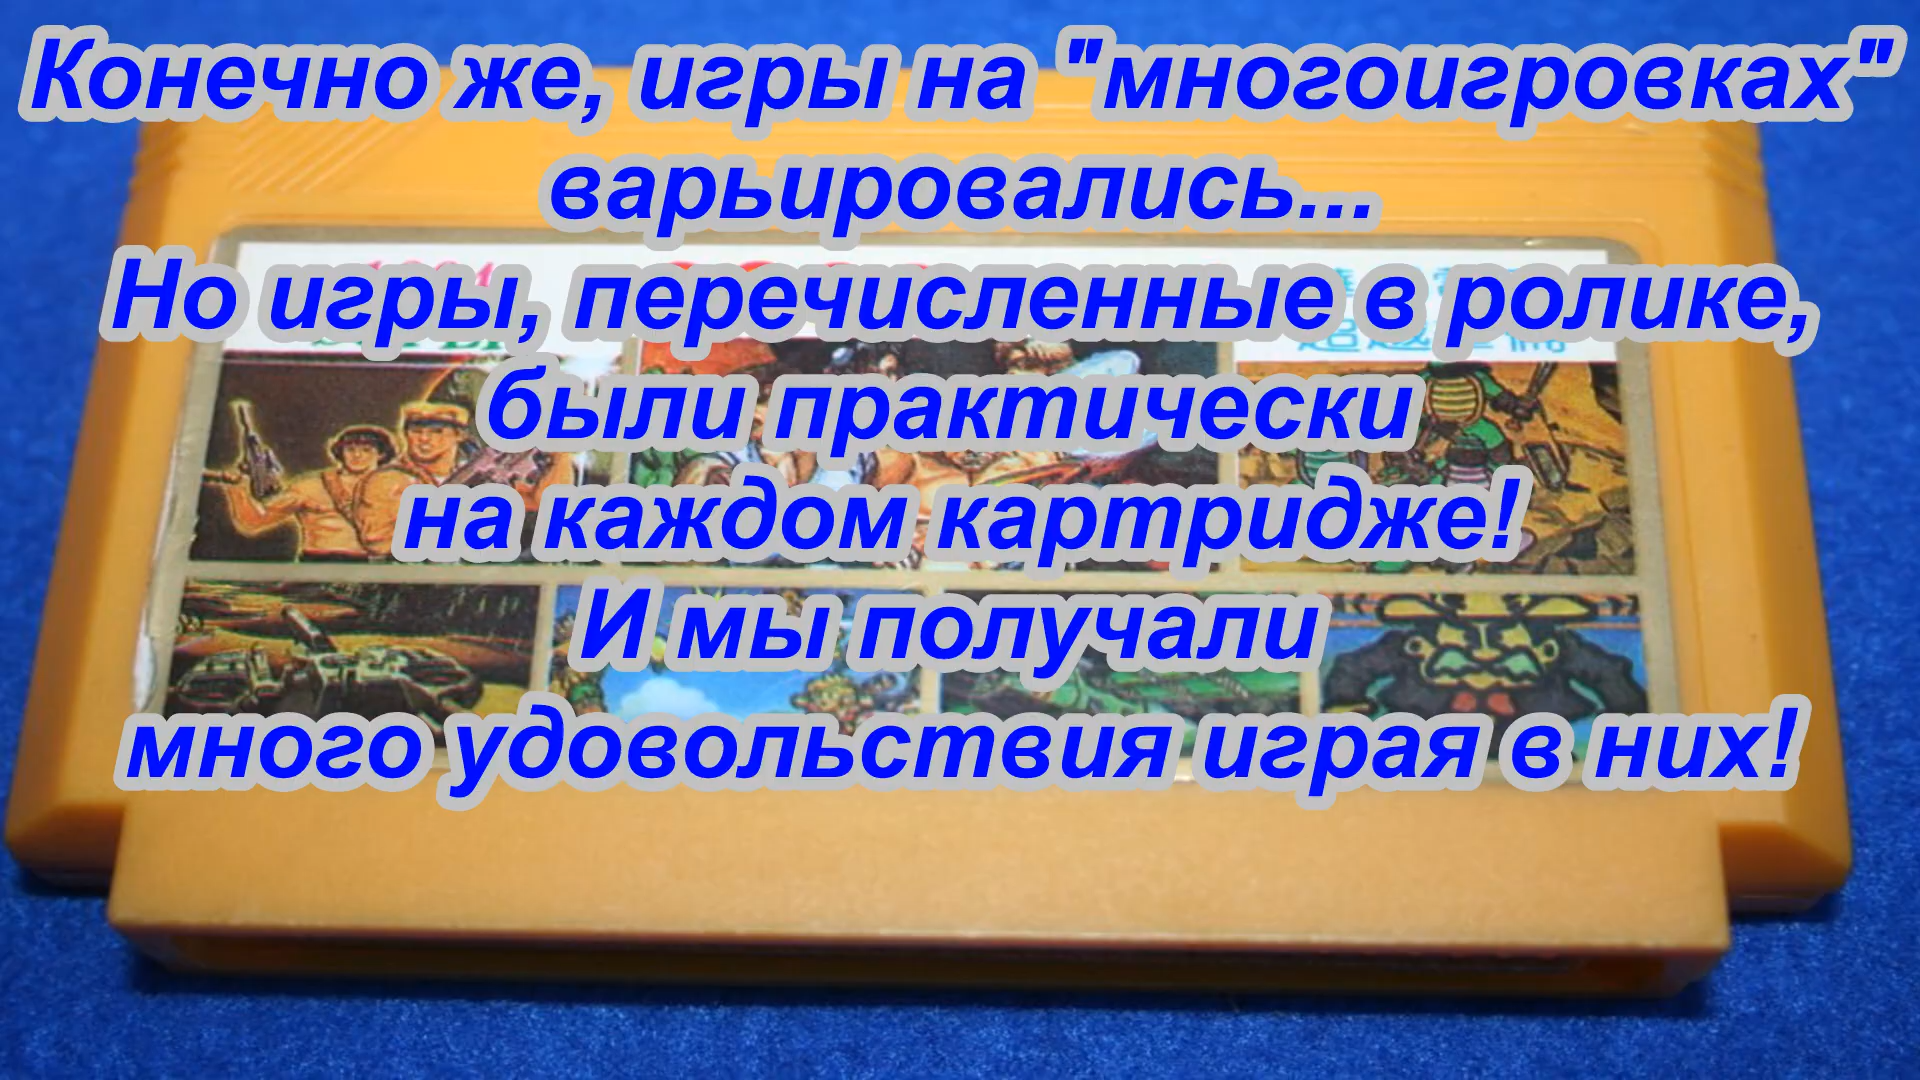 Конечно же, игры на "многоигровках"
варьировались...
Но игры, перечисленные в ролике,
были практически
на каждом картридже!
И мы получали
много удовольствия играя в них!